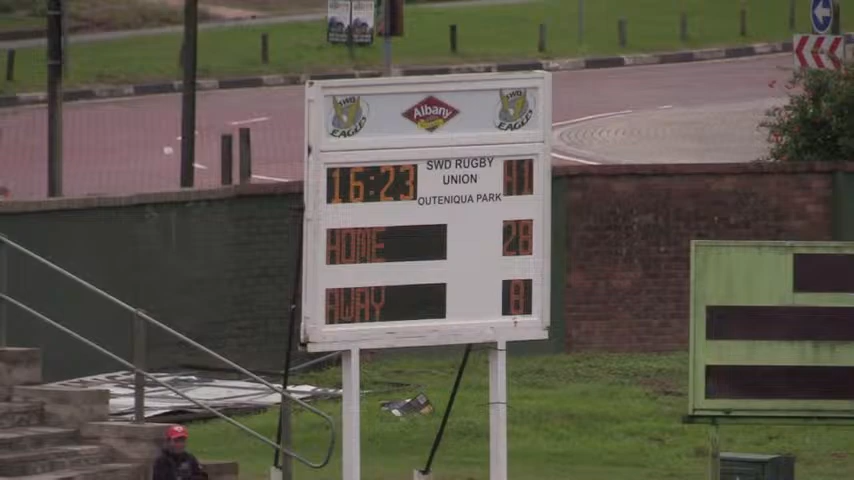 SWD
EAGLES
Albany
SWD
EAGLES
16:23
SWD RUGBY
UNION
OUTENIQUA PARK
H1
HOME
28
AWAY
8